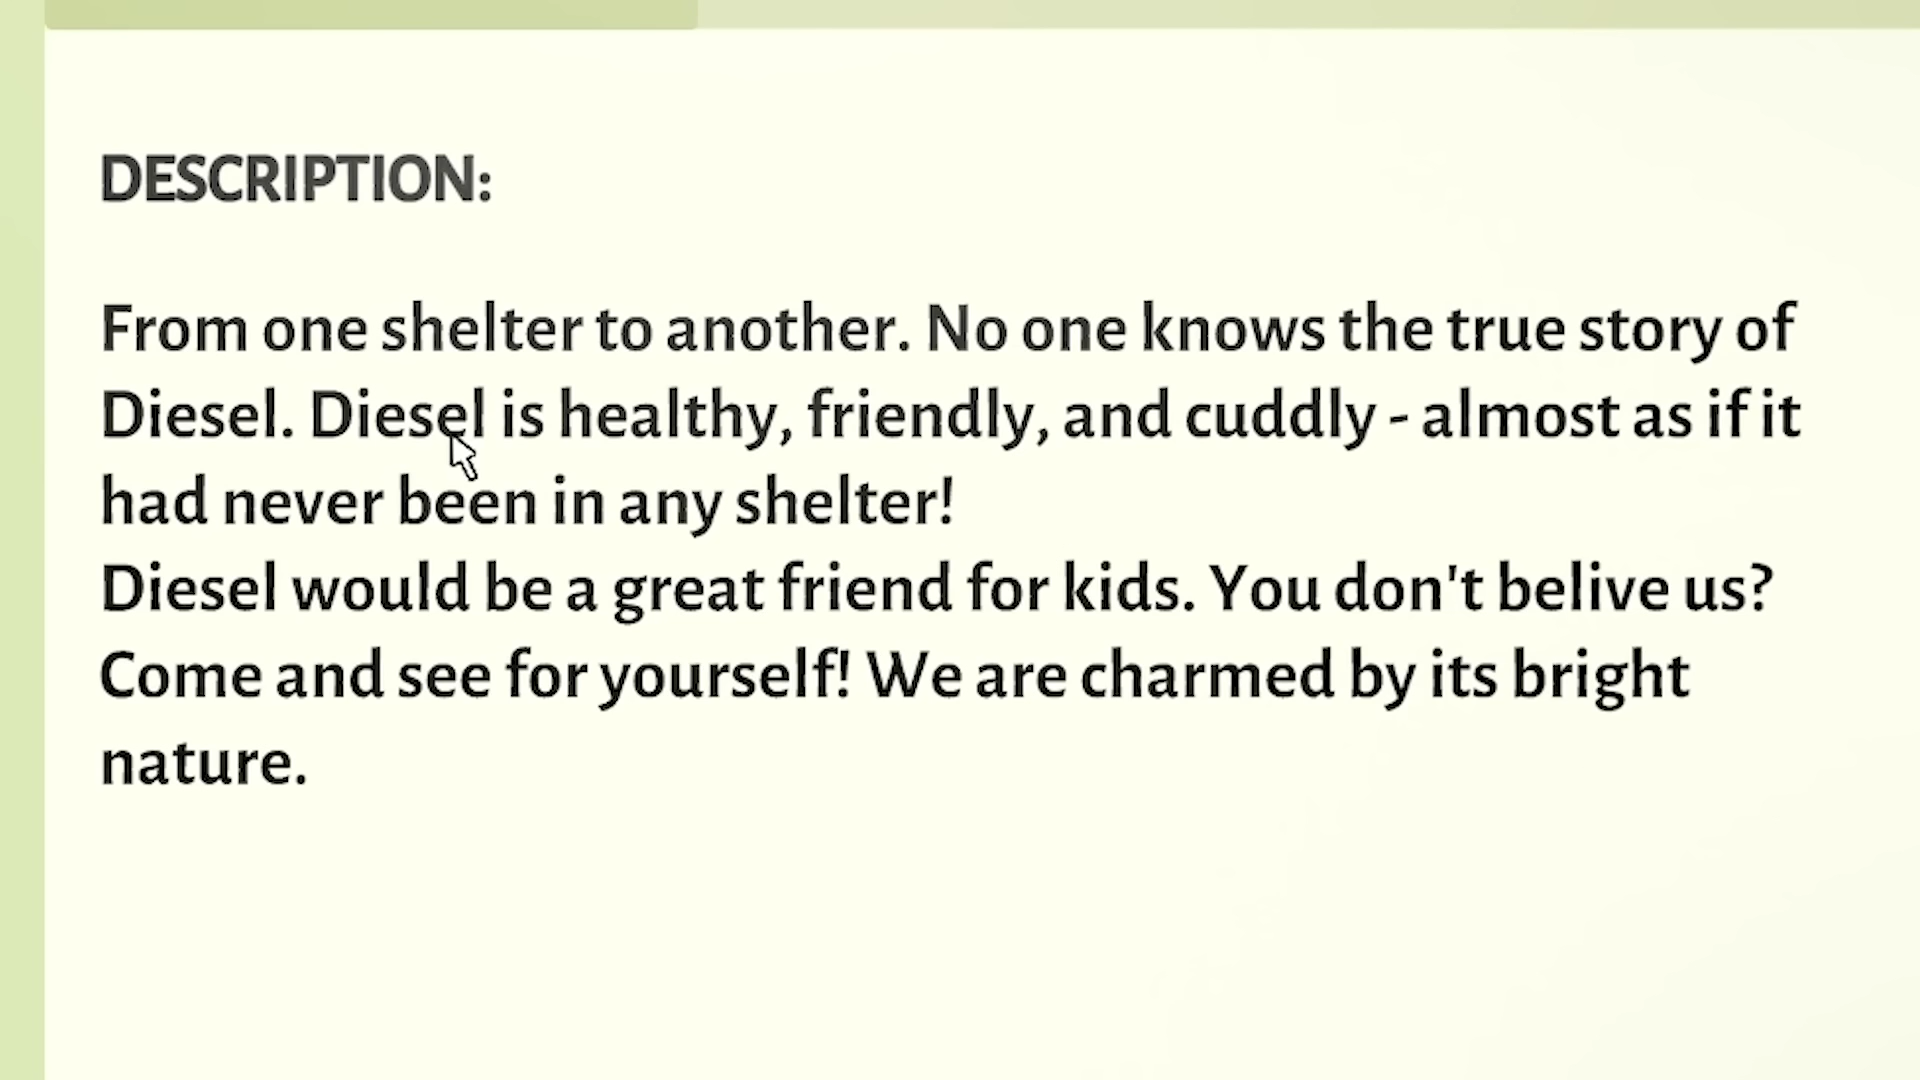 DESCRIPTION:
From one shelter to another. No one knows the true story of
Diesel. Diesel is healthy, friendly, and cuddly - almost as if it
had never been in any shelter!
Diesel would be a great friend for kids. You don't belive us?
Come and see for yourself! We are charmed by its bright
nature.